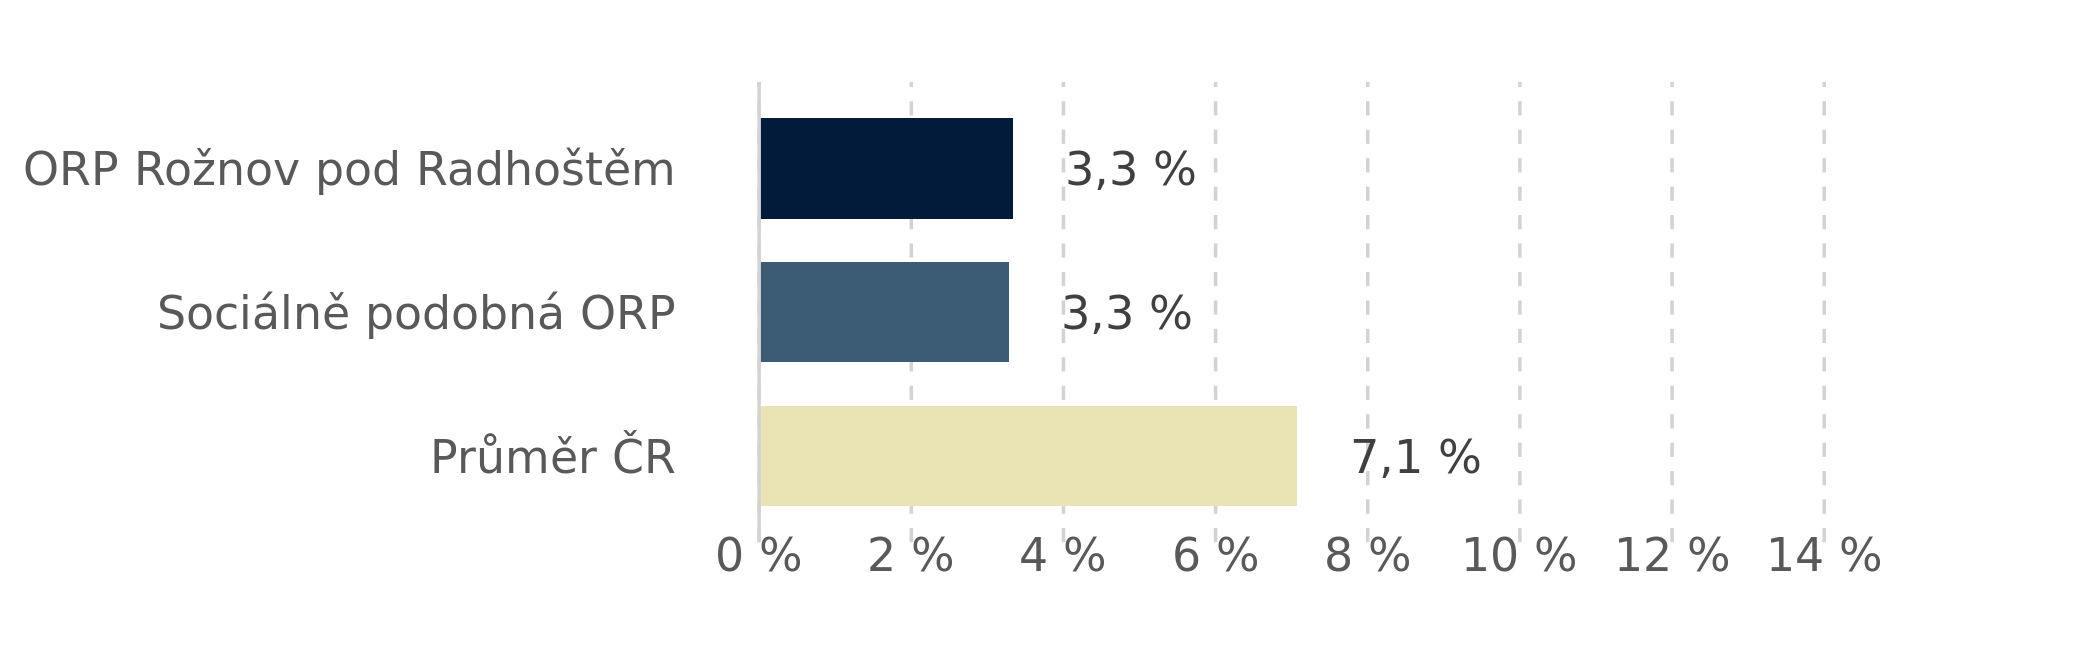 ORP Rožnov pod Radhoštěm 3,3 %
Sociálně podobná ORP 3,3 %
Průměr ČR 7,1 %
0 % 2 % 4 % 6 % 8 % 10 % 12 % 14 %